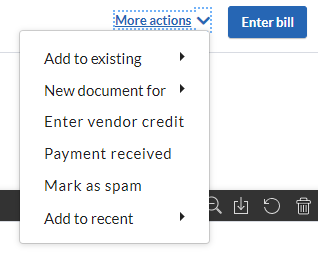 More actions
Enter bill
Add to existing
New document for
Enter vendor credit
Payment received
Mark as spam
Add to recent